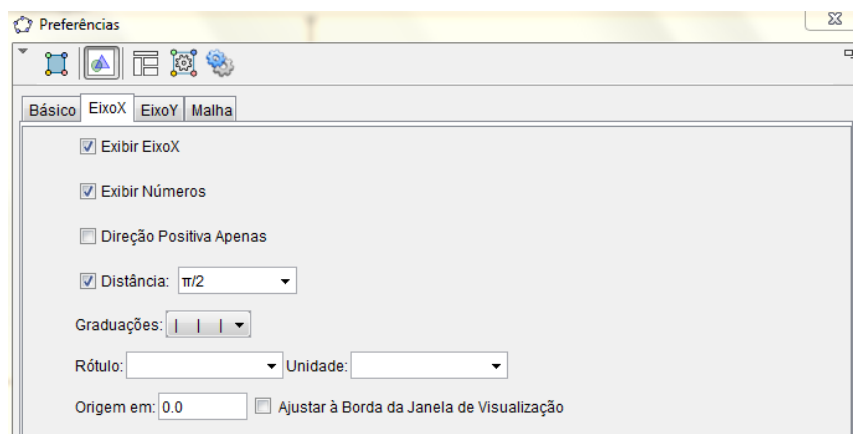 Preferências
Básico EixoX EixoY Malha
Exibir EixoX
Exibir Números
Direção Positiva Apenas
Distância: π/2
Graduações: | | |
Rótulo: Unidade:
Origem em: 0.0 Ajustar à Borda da Janela de Visualização